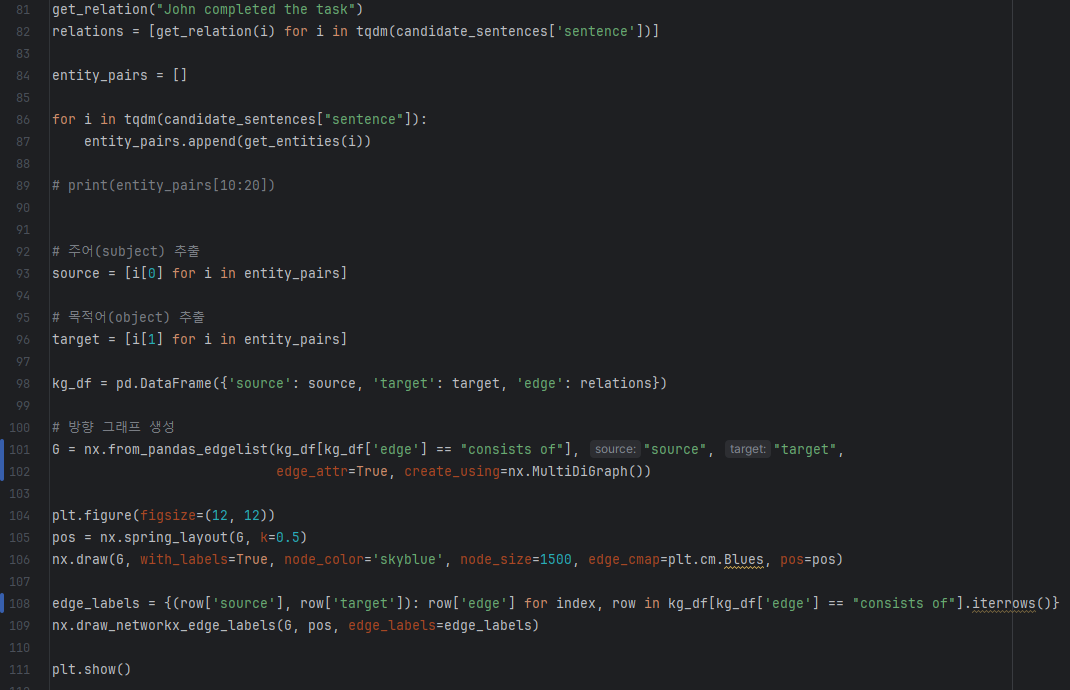 81 get_relation("John completed the task")
82 relations = [get_relation(i) for i in tqdm(candidate_sentences['sentence'])]
83
84 entity_pairs = []
85
86 for i in tqdm(candidate_sentences["sentence"]):
87     entity_pairs.append(get_entities(i))
88
89 # print(entity_pairs[10:20])
90
91
92 # 주어(subject) 추출
93 source = [i[0] for i in entity_pairs]
94
95 # 목적어(object) 추출
96 target = [i[1] for i in entity_pairs]
97
98 kg_df = pd.DataFrame({'source': source, 'target': target, 'edge': relations})
99
100 # 방향 그래프 생성
101 G = nx.from_pandas_edgelist(kg_df[kg_df['edge'] == "consists of"], source: "source", target: "target",
102                             edge_attr=True, create_using=nx.MultiDiGraph())
103
104 plt.figure(figsize=(12, 12))
105 pos = nx.spring_layout(G, k=0.5)
106 nx.draw(G, with_labels=True, node_color='skyblue', node_size=1500, edge_cmap=plt.cm.Blues, pos=pos)
107
108 edge_labels = {(row['source'], row['target']): row['edge'] for index, row in kg_df[kg_df['edge'] == "consists of"].iterrows()}
109 nx.draw_networkx_edge_labels(G, pos, edge_labels=edge_labels)
110
111 plt.show()